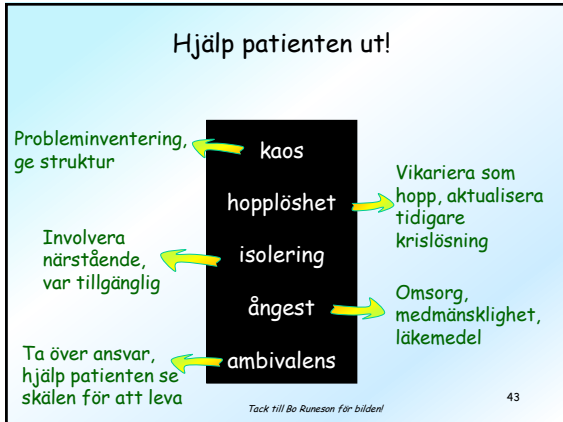 Hjälp patienten ut!
Probleminventering,
ge struktur
kaos
hopplöshet
Vikariera som
hopp, aktualisera
tidigare
krislösning
Involvera
närstående,
var tillgänglig
isolering
ångest
Omsorg,
medmänsklighet,
läkemedel
Ta över ansvar,
hjälp patienten se
skälen för att leva
ambivalens
Tack till Bo Runeson för bilden!
43